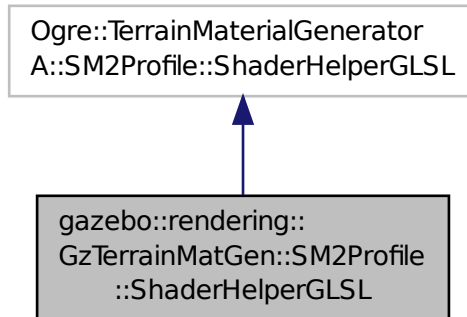 Ogre::TerrainMaterialGenerator
A::SM2Profile::ShaderHelperGLSL
gazebo::rendering::
GzTerrainMatGen::SM2Profile
::ShaderHelperGLSL